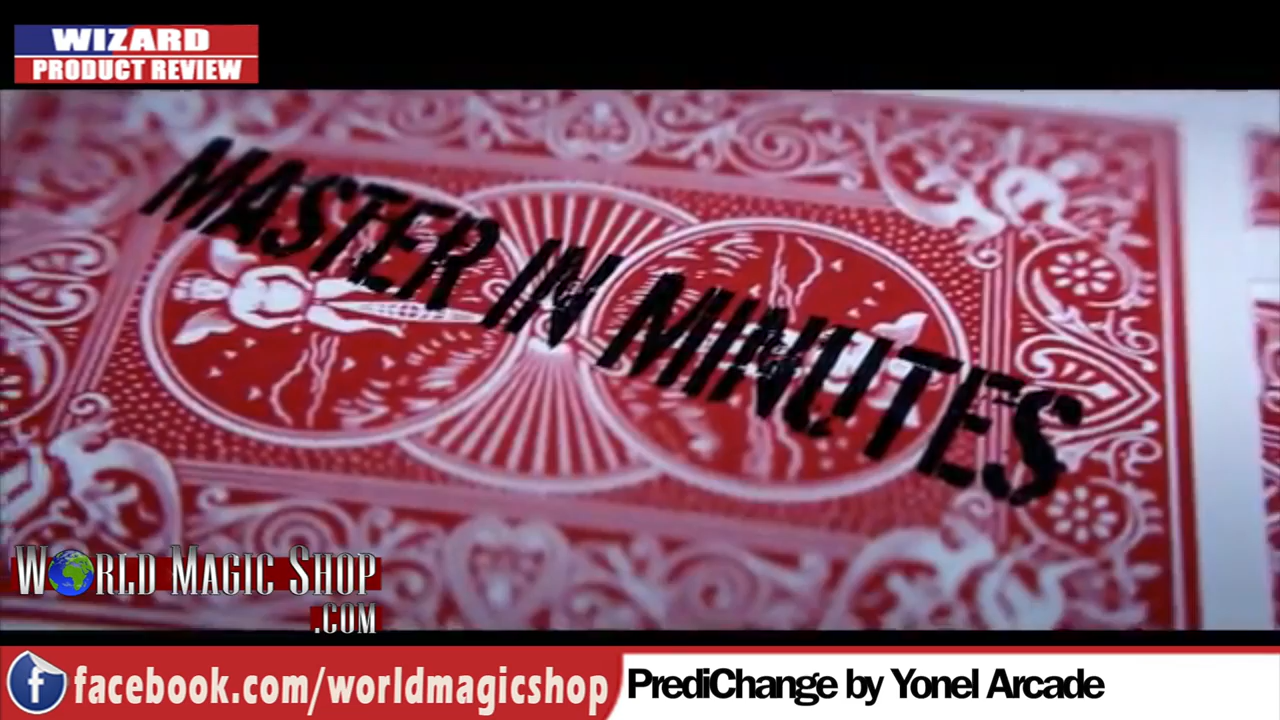 WIZARD
PRODUCT REVIEW
MASTER IN MINUTES
WORLD MAGIC SHOP
.COM
facebook.com/worldmagicshop
PrediChange by Yonel Arcade